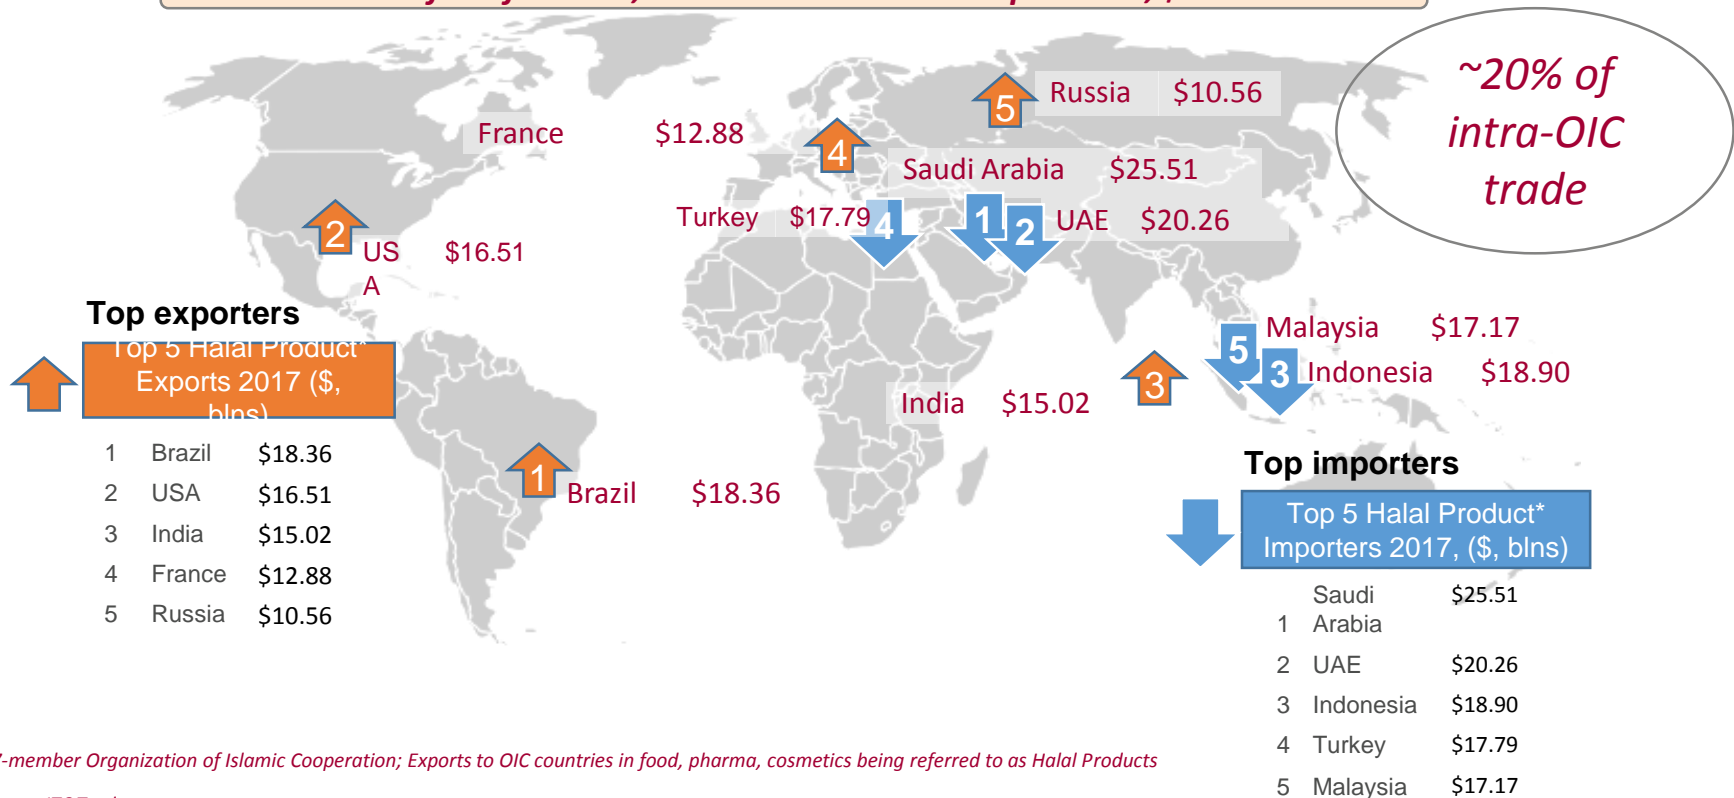 ~20% of
intra-OIC
trade
5
Russia $10.56
France $12.88
4
Saudi Arabia $25.51
Turkey $17.79
4
1
2
UAE $20.26
2
US
A
$16.51
Top exporters
Top 5 Halal Product*
Exports 2017 ($,
blns)
1 Brazil $18.36
2 USA $16.51
3 India $15.02
4 France $12.88
5 Russia $10.56
Malaysia $17.17
5
3
Indonesia $18.90
3
India $15.02
1
Brazil $18.36
Top importers
Top 5 Halal Product*
Importers 2017, ($, blns)
Saudi $25.51
1 Arabia
2 UAE $20.26
3 Indonesia $18.90
4 Turkey $17.79
5 Malaysia $17.17
-member Organization of Islamic Cooperation; Exports to OIC countries in food, pharma, cosmetics being referred to as Halal Products